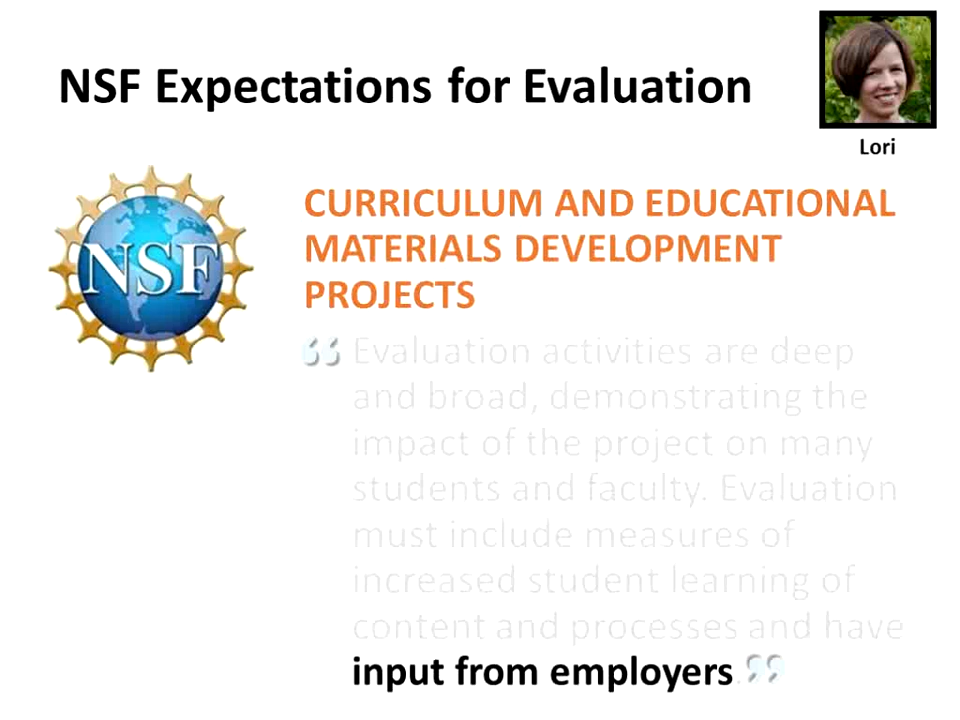 NSF Expectations for Evaluation
Lori
NSF
CURRICULUM AND EDUCATIONAL
MATERIALS DEVELOPMENT
PROJECTS
“ Evaluation activities are deep
and broad, demonstrating the
impact of the project on many
students and faculty. Evaluation
must include measures of
increased student learning of
content and processes and have
input from employers.”